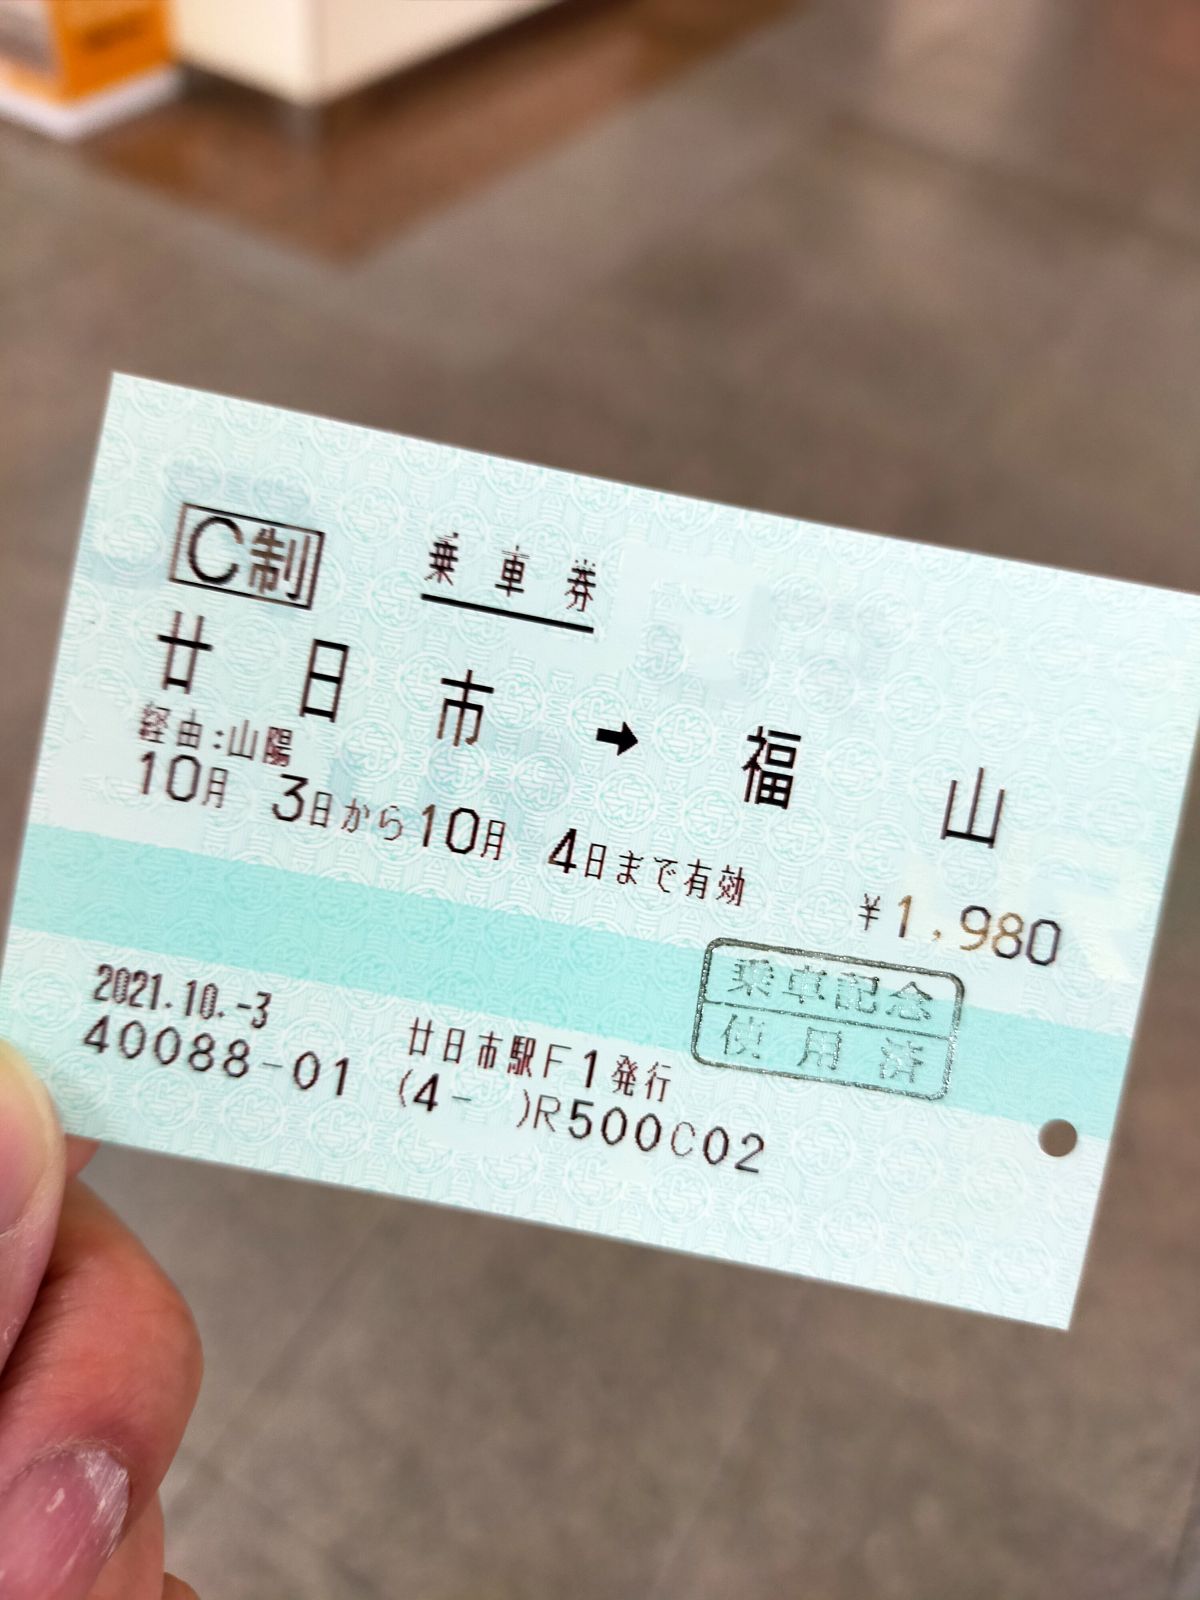 C制 乗車券
廿日市 → 福山
経由:山陽
10月 3日から10月 4日まで有効 ¥1,980
乗車記念
使用済
2021.10.-3 廿日市駅F1発行
40088-01 (4- )R500C02